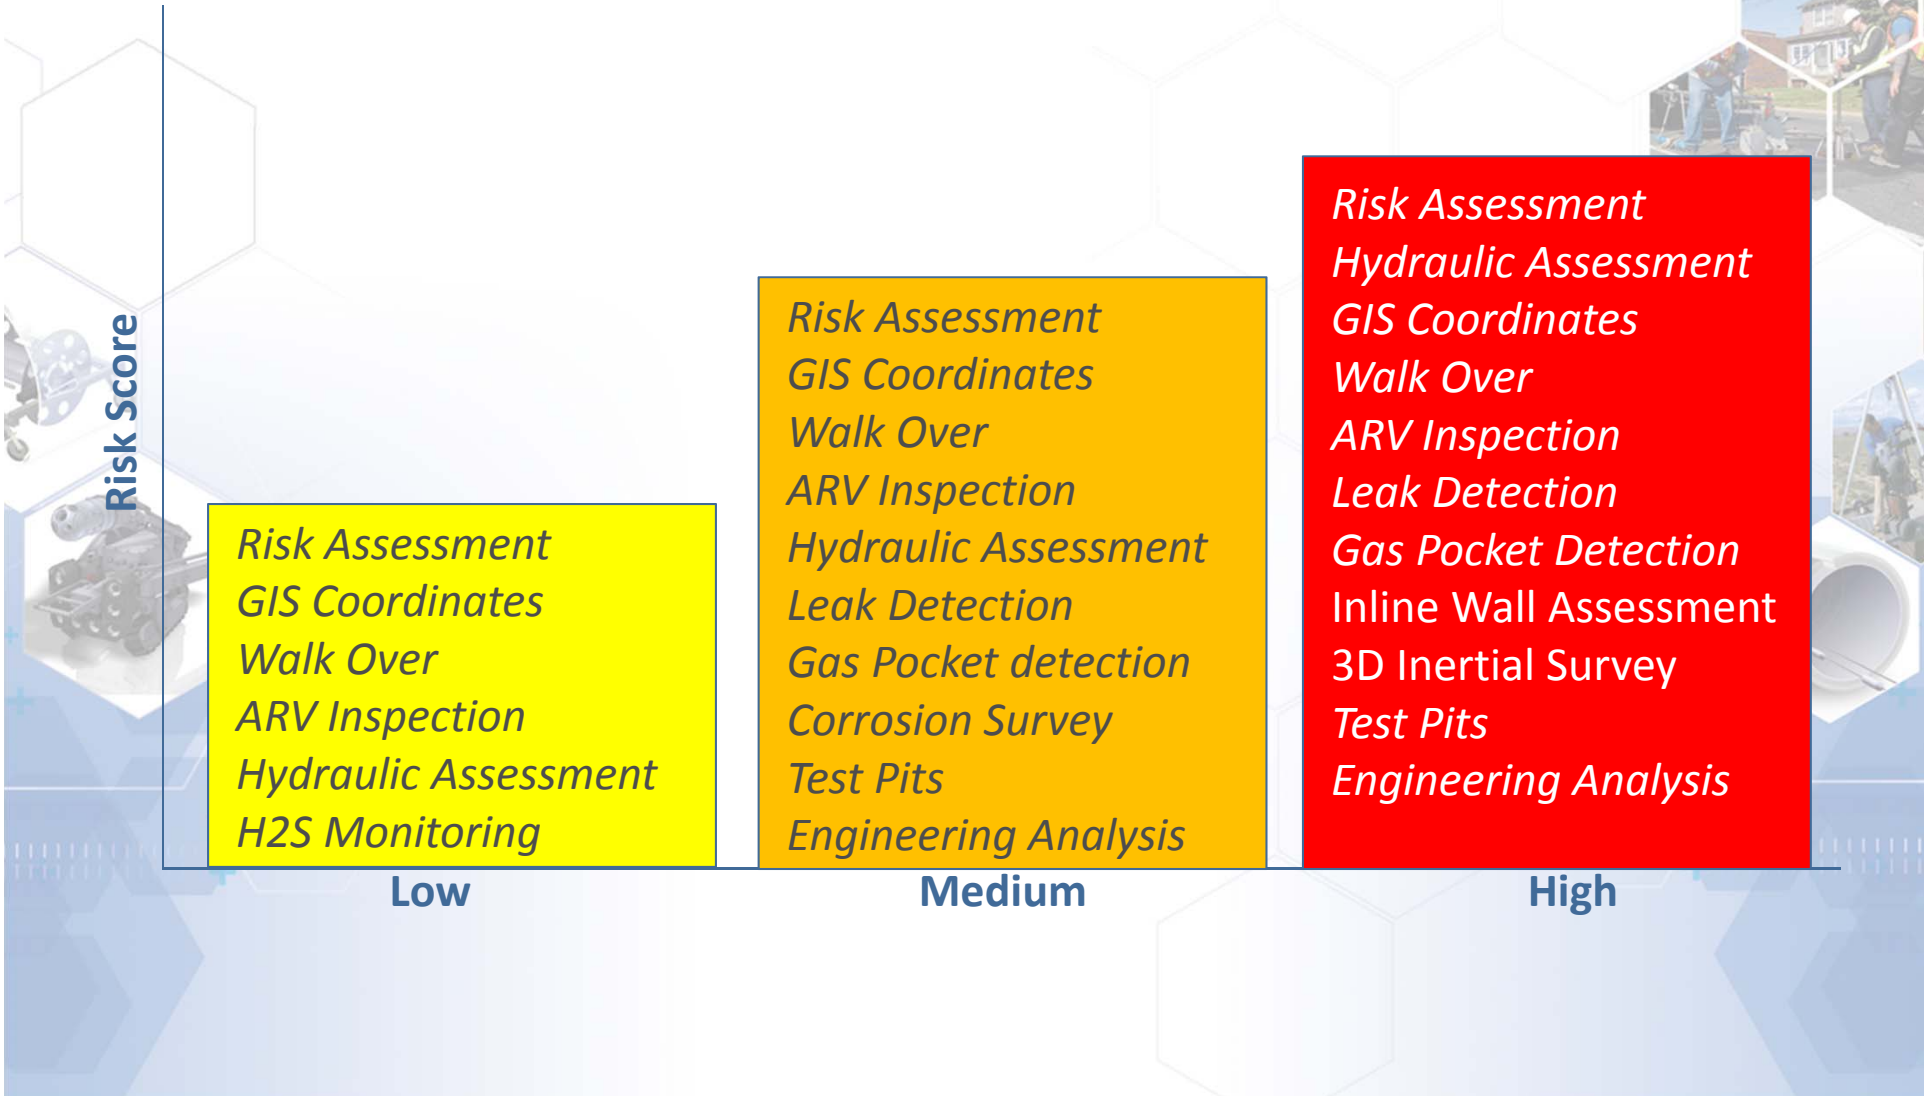 Risk Score
Risk Assessment
GIS Coordinates
Walk Over
ARV Inspection
Hydraulic Assessment
H2S Monitoring
Low
Risk Assessment
GIS Coordinates
Walk Over
ARV Inspection
Hydraulic Assessment
Leak Detection
Gas Pocket detection
Corrosion Survey
Test Pits
Engineering Analysis
Medium
Risk Assessment
Hydraulic Assessment
GIS Coordinates
Walk Over
ARV Inspection
Leak Detection
Gas Pocket Detection
Inline Wall Assessment
3D Inertial Survey
Test Pits
Engineering Analysis
High